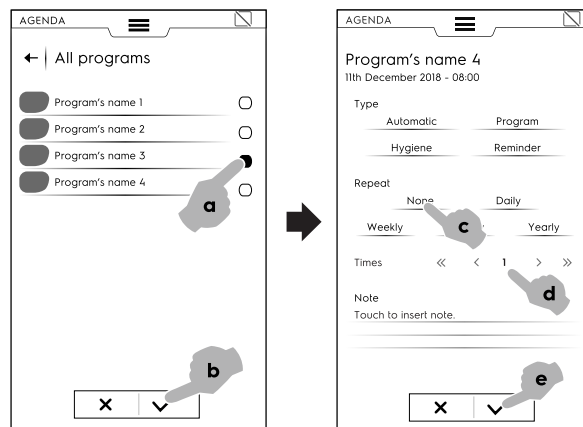 AGENDA
All programs
Program's name 1
Program's name 2
Program's name 3
Program's name 4
a
b
AGENDA
Program's name 4
11th December 2018 - 08:00
Type
Automatic Program
Hygiene Reminder
Repeat
None Daily
Weekly Yearly
c
Times « < 1 > »
d
Note
Touch to insert note.
e